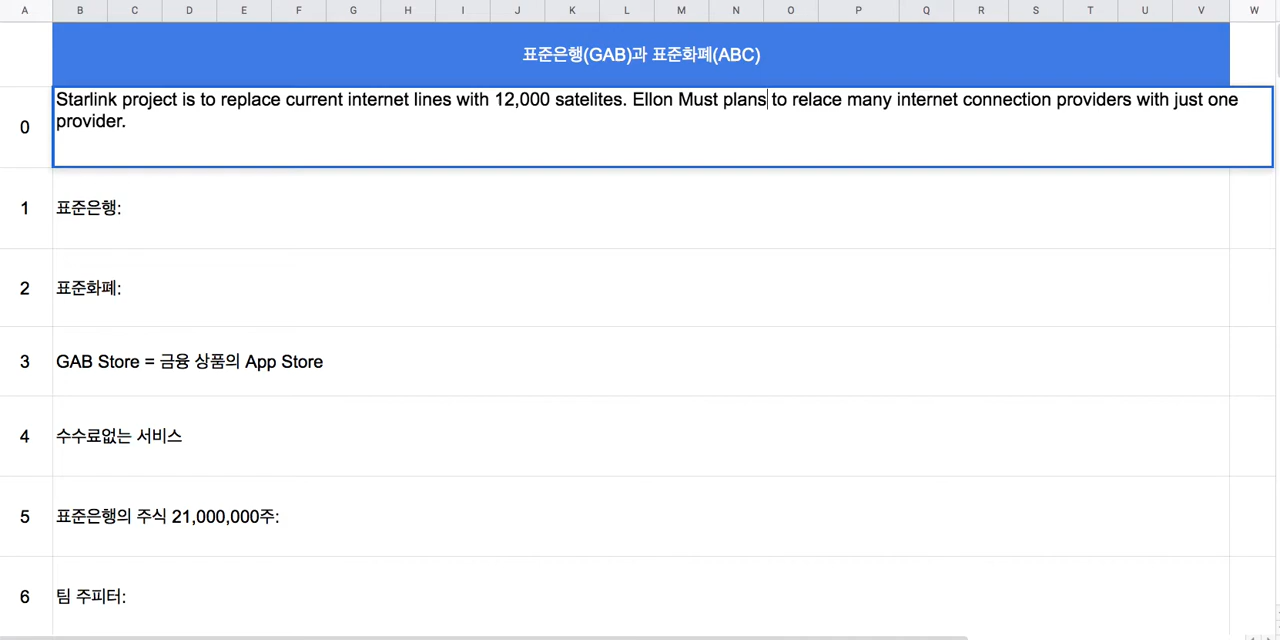 A B C D E F G H I J K L M N O P Q R S T U V W
표준은행(GAB)과 표준화폐(ABC)
0 Starlink project is to replace current internet lines with 12,000 satelites. Ellon Must plans to relace many internet connection providers with just one
provider.
1 표준은행:
2 표준화폐:
3 GAB Store = 금융 상품의 App Store
4 수수료없는 서비스
5 표준은행의 주식 21,000,000주:
6 팀 주피터: